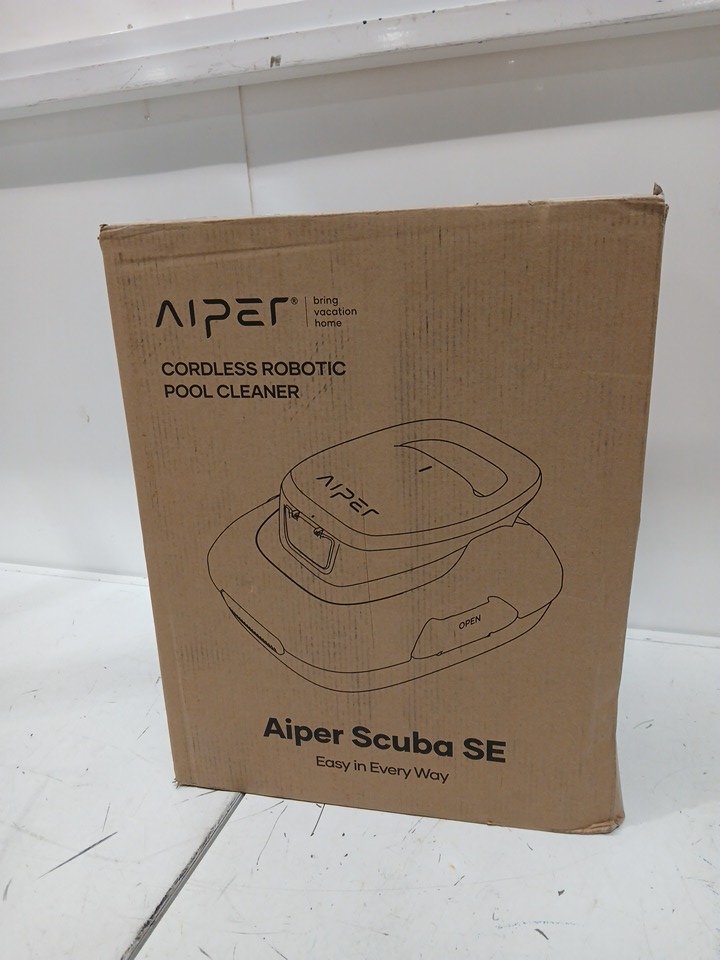 AIPER®
bring
vacation
home
CORDLESS ROBOTIC
POOL CLEANER
AIPER
OPEN
Aiper Scuba SE
Easy in Every Way